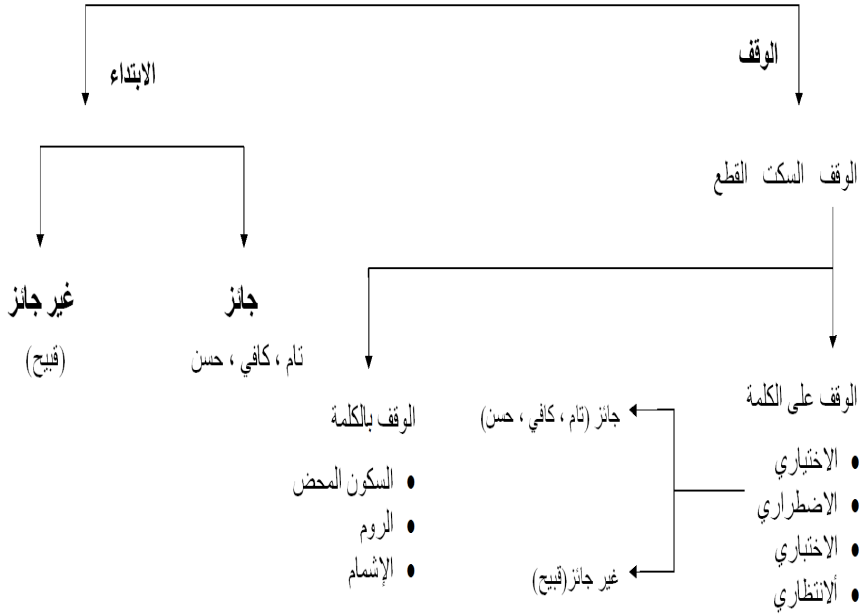 الوقف
الابتداء
الوقف السكت القطع
جائز
غير جائز
تام ، كافي ، حسن
(قبيح)
الوقف على الكلمة
• الاختياري
• الاضطراري
• الاختباري
• ألانتظاري
جائز (تام ، كافي ، حسن)
غير جائز(قبيح)
الوقف بالكلمة
• السكون المحض
• الروم
• الإشمام